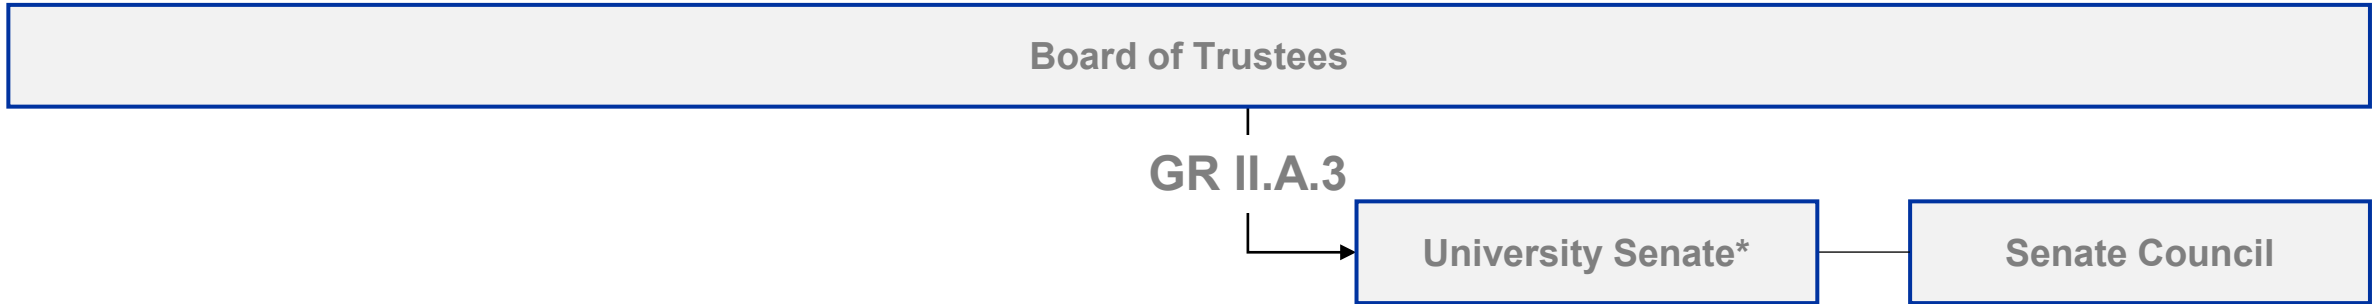 Board of Trustees
GR II.A.3
University Senate*
Senate Council